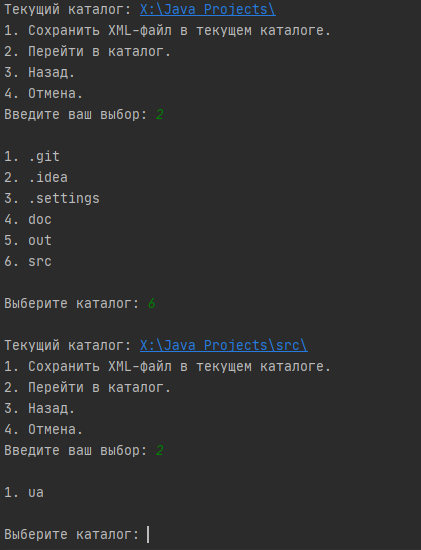 Текущий каталог: X:\Java Projects\
1. Сохранить XML-файл в текущем каталоге.
2. Перейти в каталог.
3. Назад.
4. Отмена.
Введите ваш выбор: 2
1. .git
2. .idea
3. .settings
4. doc
5. out
6. src
Выберите каталог: 6
Текущий каталог: X:\Java Projects\src\
1. Сохранить XML-файл в текущем каталоге.
2. Перейти в каталог.
3. Назад.
4. Отмена.
Введите ваш выбор: 2
1. ua
Выберите каталог: